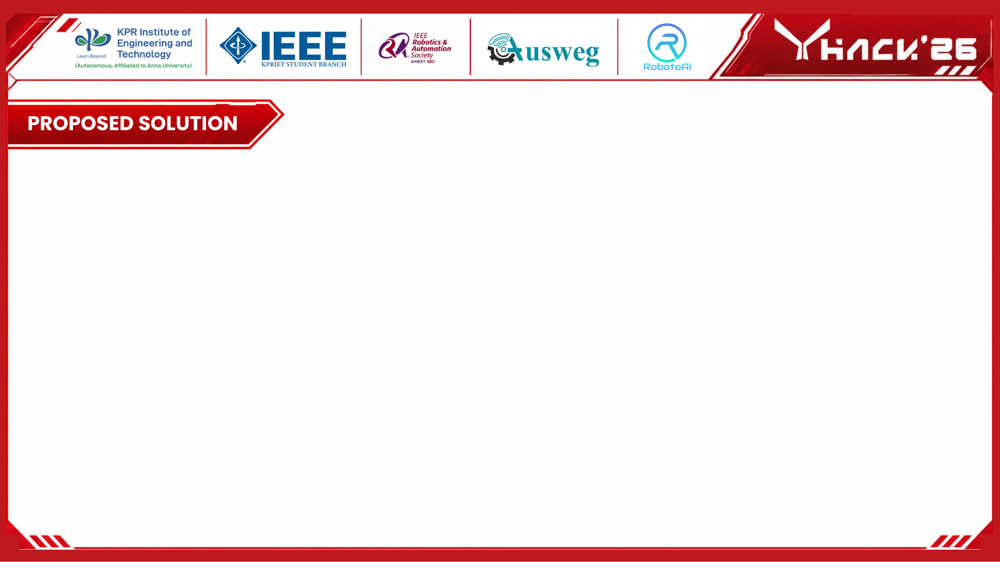 KPR Institute of
Engineering and
Technology
Learn Beyond
(Autonomous, Affiliated to Anna University)
IEEE
KPRIET STUDENT BRANCH
IEEE
Robotics &
Automation
Society
KPRIET SBC
Ausweg
RobotoAI
YHACK'26
PROPOSED SOLUTION